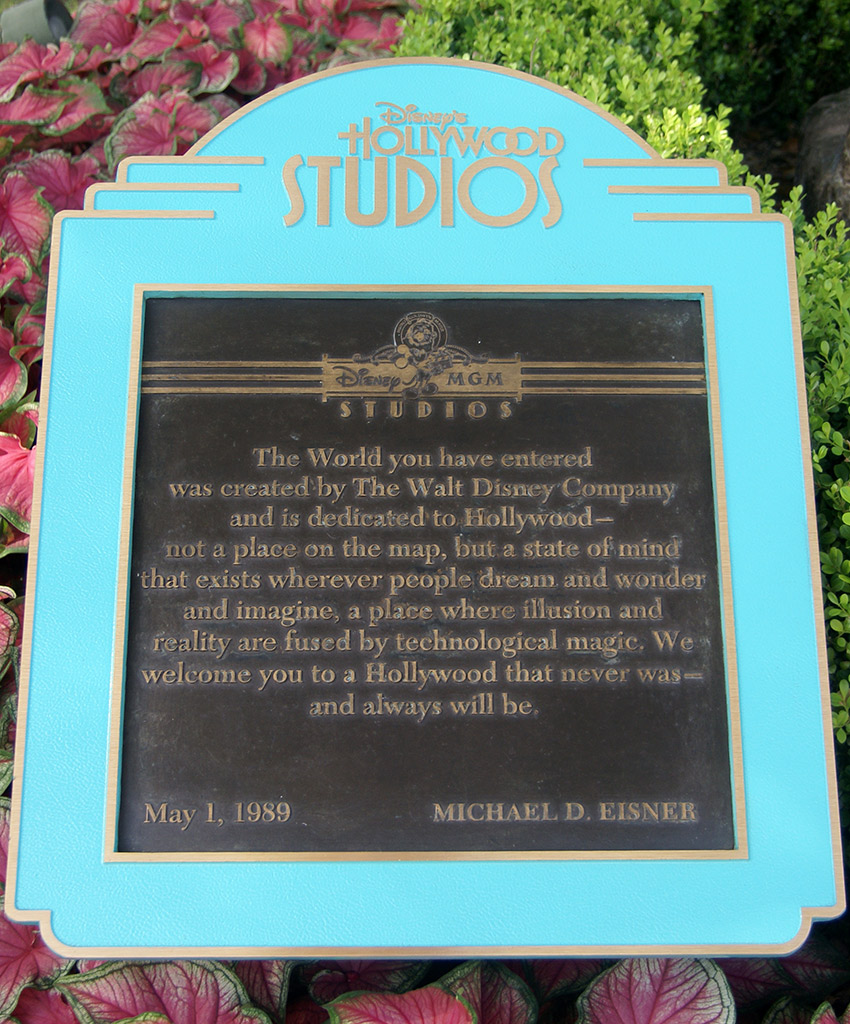 Disney's
HOLLYWOOD
STUDIOS
Disney MGM
STUDIOS
The World you have entered
was created by The Walt Disney Company
and is dedicated to Hollywood—
not a place on the map, but a state of mind
that exists wherever people dream and wonder
and imagine, a place where illusion and
reality are fused by technological magic. We
welcome you to a Hollywood that never was—
and always will be.
May 1, 1989 MICHAEL D. EISNER